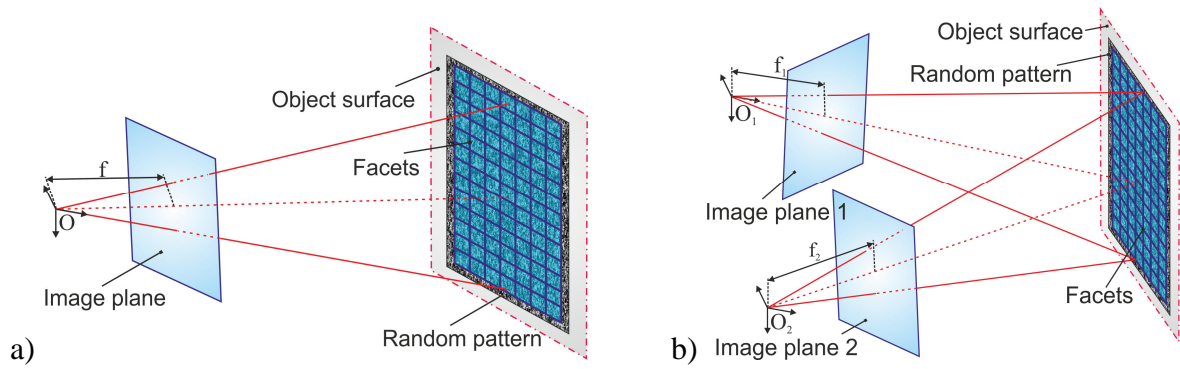 Object surface
Facets
f
O
Image plane
Random pattern
a)
Object surface
Random pattern
f₁
O₁
Image plane 1
f₂
O₂
Facets
Image plane 2
b)